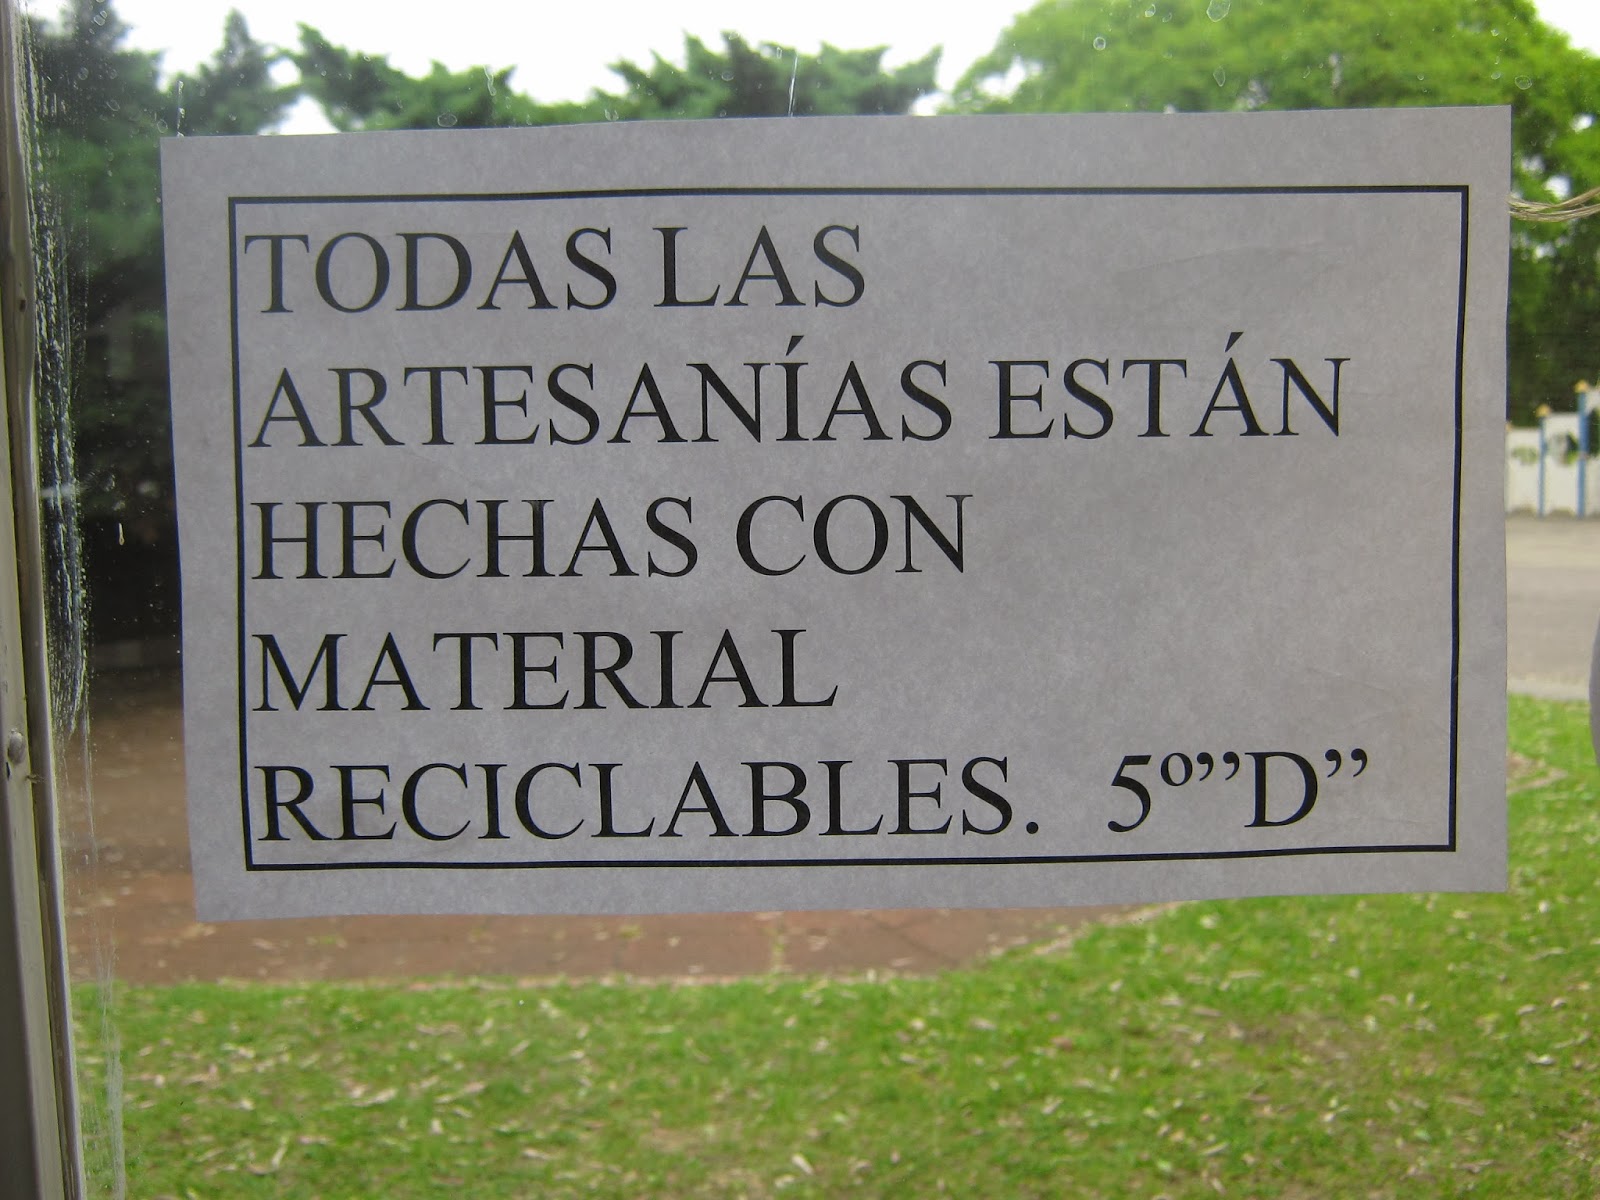 TODAS LAS
ARTESANÍAS ESTÁN
HECHAS CON
MATERIAL
RECICLABLES.  5º”D”